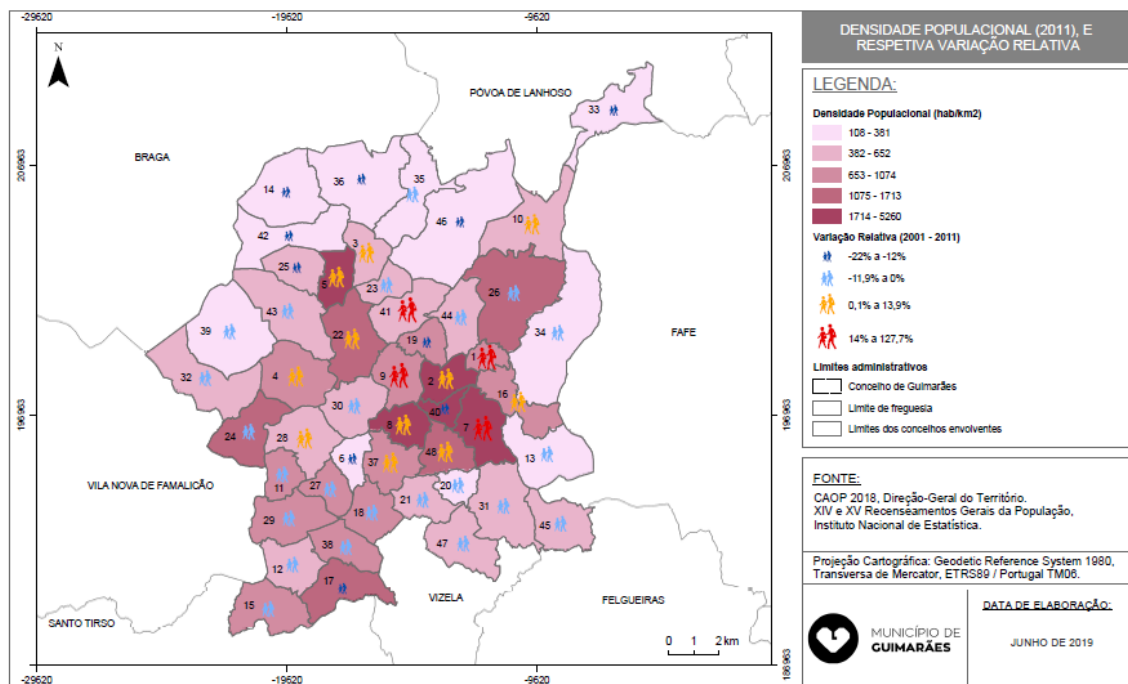 -29620
-19620
-9620
DENSIDADE POPULACIONAL (2011), E
RESPETIVA VARIAÇÃO RELATIVA
N
PÓVOA DE LANHOSO
LEGENDA:
33
Densidade Populacional (hab/km2)
108 - 381
382 - 652
653 - 1074
1075 - 1713
1714 - 5260
206963
206963
BRAGA
14
36
35
46
10
42
3
25
5
23
26
Variação Relativa (2001 - 2011)
-22% a -12%
-11,9% a 0%
0,1% a 13,9%
14% a 127,7%
43
41
44
39
22
19
34
FAFE
1
32
4
9
2
16
Limites administrativos
Concelho de Guimarães
Limite de freguesia
Limites dos concelhos envolventes
30
40
196963
196963
24
28
8
7
6
37
48
13
VILA NOVA DE FAMALICÃO
11
27
20
21
31
29
18
45
FONTE:
CAOP 2018, Direção-Geral do Território.
XIV e XV Recenseamentos Gerais da População,
Instituto Nacional de Estatística.
38
47
12
17
15
Projeção Cartográfica: Geodetic Reference System 1980,
Transversa de Mercator, ETRS89 / Portugal TM06.
VIZELA
FELGUEIRAS
SANTO TIRSO
0 1 2 km
MUNICÍPIO DE
GUIMARÃES
DATA DE ELABORAÇÃO:
JUNHO DE 2019
186963
186963
-29620
-19620
-9620